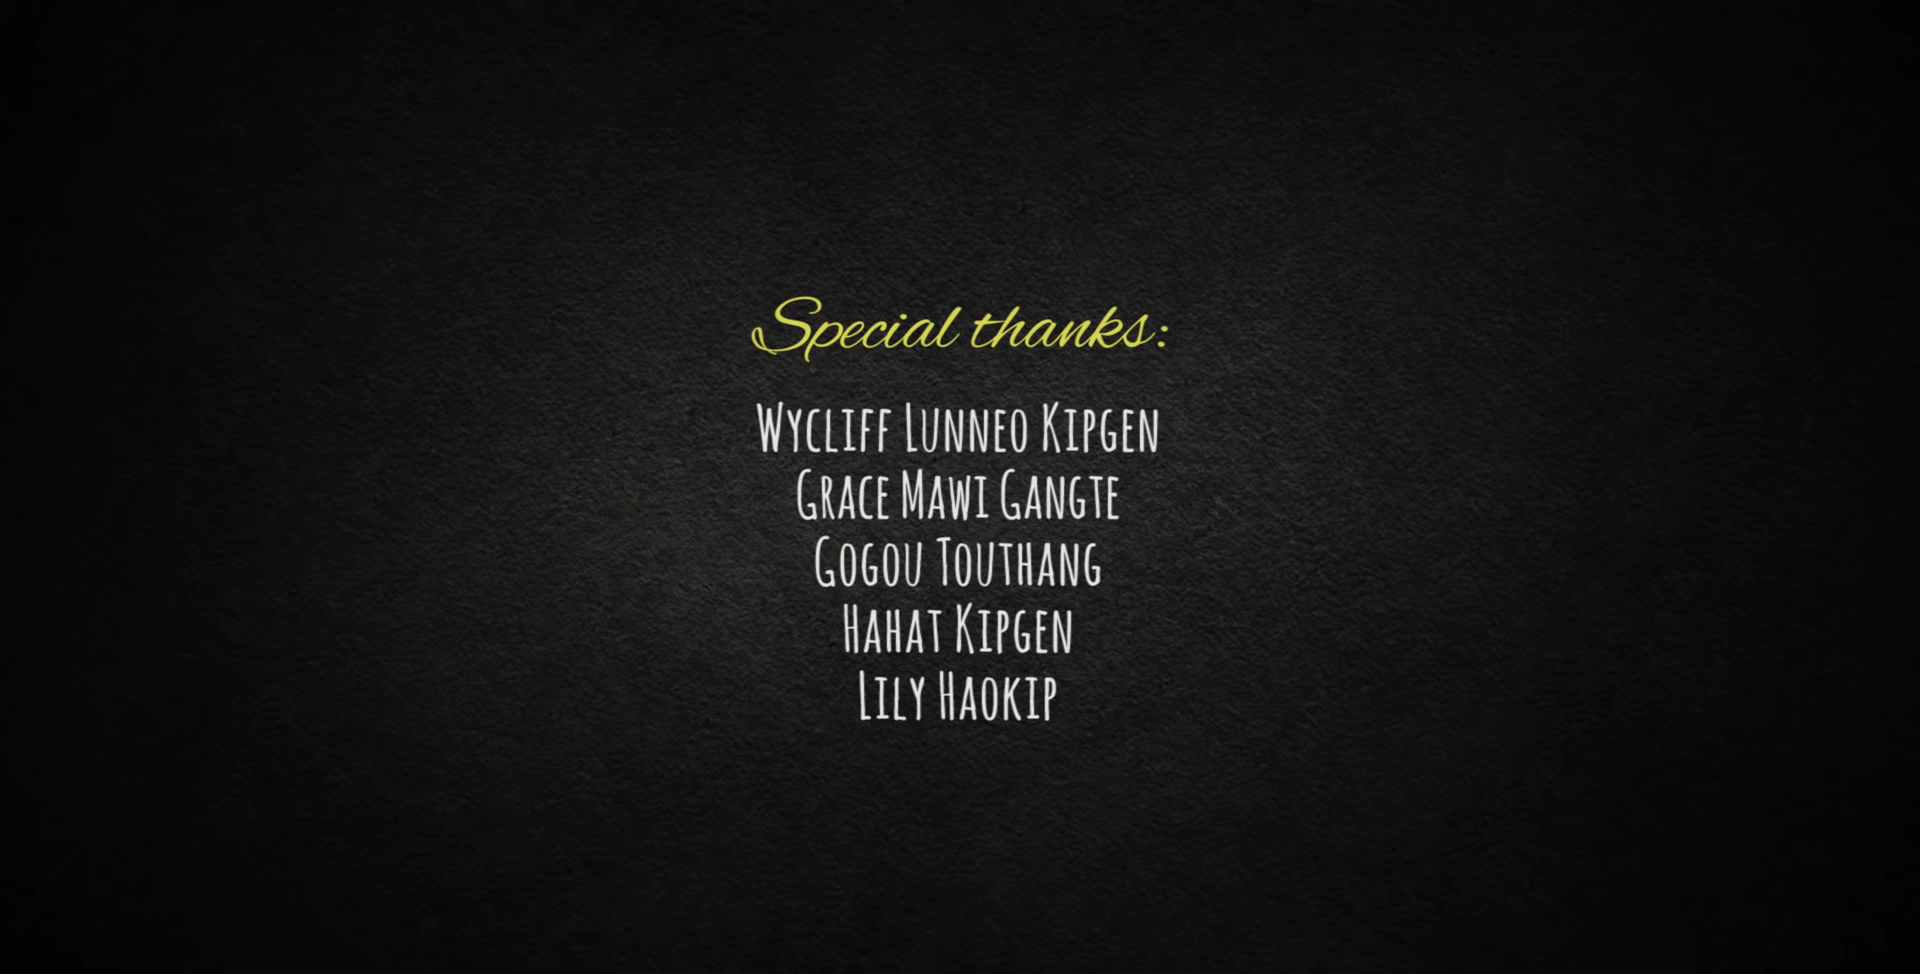 Special thanks:
Wycliff Lunneo Kipgen
Grace Mawi Gangte
Gogou Touthang
Hahat Kipgen
Lily Haokip